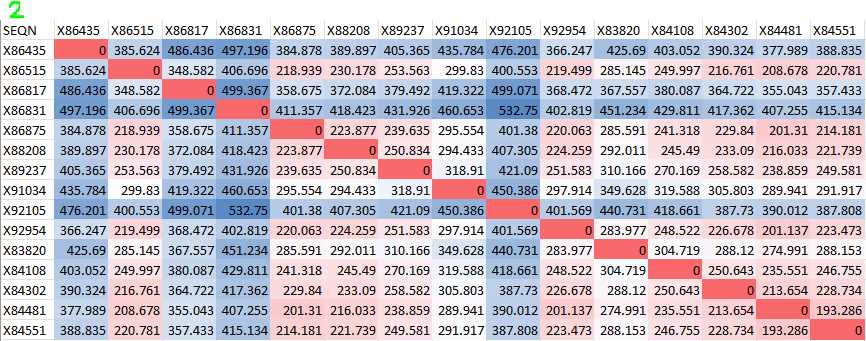 2
SEQN X86435 X86515 X86817 X86831 X86875 X88208 X89237 X91034 X92105 X92954 X83820 X84108 X84302 X84481 X84551
X86435 0 385.624 486.436 497.196 384.878 389.897 405.365 435.784 476.201 366.247 425.69 403.052 390.324 377.989 388.835
X86515 385.624 0 348.582 406.696 218.939 230.178 253.563 299.83 400.553 219.499 285.145 249.997 216.761 208.678 220.781
X86817 486.436 348.582 0 499.367 358.675 372.084 379.492 419.322 499.071 368.472 367.557 380.087 364.722 355.043 357.433
X86831 497.196 406.696 499.367 0 411.357 418.423 431.926 460.653 532.75 402.819 451.234 429.811 417.362 407.255 415.134
X86875 384.878 218.939 358.675 411.357 0 223.877 239.635 295.554 401.38 220.063 285.591 241.318 229.84 201.31 214.181
X88208 389.897 230.178 372.084 418.423 223.877 0 250.834 294.433 407.305 224.259 292.011 245.49 233.09 216.033 221.739
X89237 405.365 253.563 379.492 431.926 239.635 250.834 0 318.91 421.09 251.583 310.166 270.169 258.582 238.859 249.581
X91034 435.784 299.83 419.322 460.653 295.554 294.433 318.91 0 450.386 297.914 349.628 319.588 305.803 289.941 291.917
X92105 476.201 400.553 499.071 532.75 401.38 407.305 421.09 450.386 0 401.569 440.731 418.661 387.73 390.012 387.808
X92954 366.247 219.499 368.472 402.819 220.063 224.259 251.583 297.914 401.569 0 283.977 248.522 226.678 201.137 223.473
X83820 425.69 285.145 367.557 451.234 285.591 292.011 310.166 349.628 440.731 283.977 0 304.719 288.12 274.991 288.153
X84108 403.052 249.997 380.087 429.811 241.318 245.49 270.169 319.588 418.661 248.522 304.719 0 250.643 235.551 246.755
X84302 390.324 216.761 364.722 417.362 229.84 233.09 258.582 305.803 387.73 226.678 288.12 250.643 0 213.654 228.734
X84481 377.989 208.678 355.043 407.255 201.31 216.033 238.859 289.941 390.012 201.137 274.991 235.551 213.654 0 193.286
X84551 388.835 220.781 357.433 415.134 214.181 221.739 249.581 291.917 387.808 223.473 288.153 246.755 228.734 193.286 0